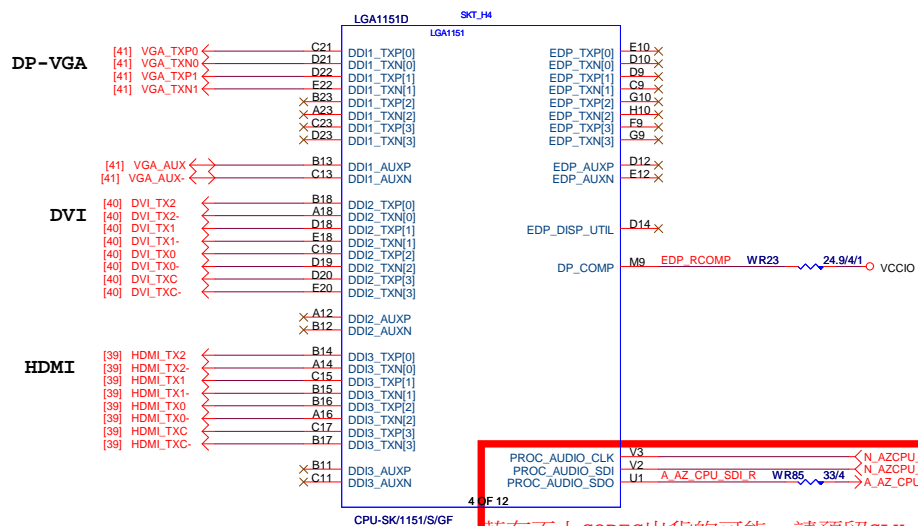 LGA1151D
SKT_H4
LGA1151
DP-VGA
[41] VGA_TXP0 C21 DDI1_TXP[0] EDP_TXP[0] E10
[41] VGA_TXN0 D21 DDI1_TXN[0] EDP_TXN[0] D10
[41] VGA_TXP1 D22 DDI1_TXP[1] EDP_TXP[1] D9
[41] VGA_TXN1 E22 DDI1_TXN[1] EDP_TXN[1] C9
B23 DDI1_TXP[2] EDP_TXP[2] G10
A23 DDI1_TXN[2] EDP_TXN[2] H10
C23 DDI1_TXP[3] EDP_TXP[3] F9
D23 DDI1_TXN[3] EDP_TXN[3] G9
[41] VGA_AUX B13 DDI1_AUXP EDP_AUXP D12
[41] VGA_AUX- C13 DDI1_AUXN EDP_AUXN E12
DVI
[40] DVI_TX2 B18 DDI2_TXP[0]
[40] DVI_TX2- A18 DDI2_TXN[0]
[40] DVI_TX1 D18 DDI2_TXP[1] EDP_DISP_UTIL D14
[40] DVI_TX1- E18 DDI2_TXN[1]
[40] DVI_TX0 C19 DDI2_TXP[2]
[40] DVI_TX0- D19 DDI2_TXN[2] DP_COMP M9 EDP_RCOMP WR23 24.9/4/1 VCCIO
[40] DVI_TXC D20 DDI2_TXP[3]
[40] DVI_TXC- E20 DDI2_TXN[3]
A12 DDI2_AUXP
B12 DDI2_AUXN
HDMI
[39] HDMI_TX2 B14 DDI3_TXP[0]
[39] HDMI_TX2- A14 DDI3_TXN[0]
[39] HDMI_TX1 C15 DDI3_TXP[1]
[39] HDMI_TX1- B15 DDI3_TXN[1]
[39] HDMI_TX0 B16 DDI3_TXP[2]
[39] HDMI_TX0- A16 DDI3_TXN[2]
[39] HDMI_TXC C17 DDI3_TXP[3]
[39] HDMI_TXC- B17 DDI3_TXN[3]
PROC_AUDIO_CLK V3 N_AZCPU_
B11 DDI3_AUXP PROC_AUDIO_SDI V2 N_AZCPU_
C11 DDI3_AUXN PROC_AUDIO_SDO U1 A_AZ_CPU_SDI_R WR85 33/4 A_AZ_CPU
4 OF 12
CPU-SK/1151/S/GF